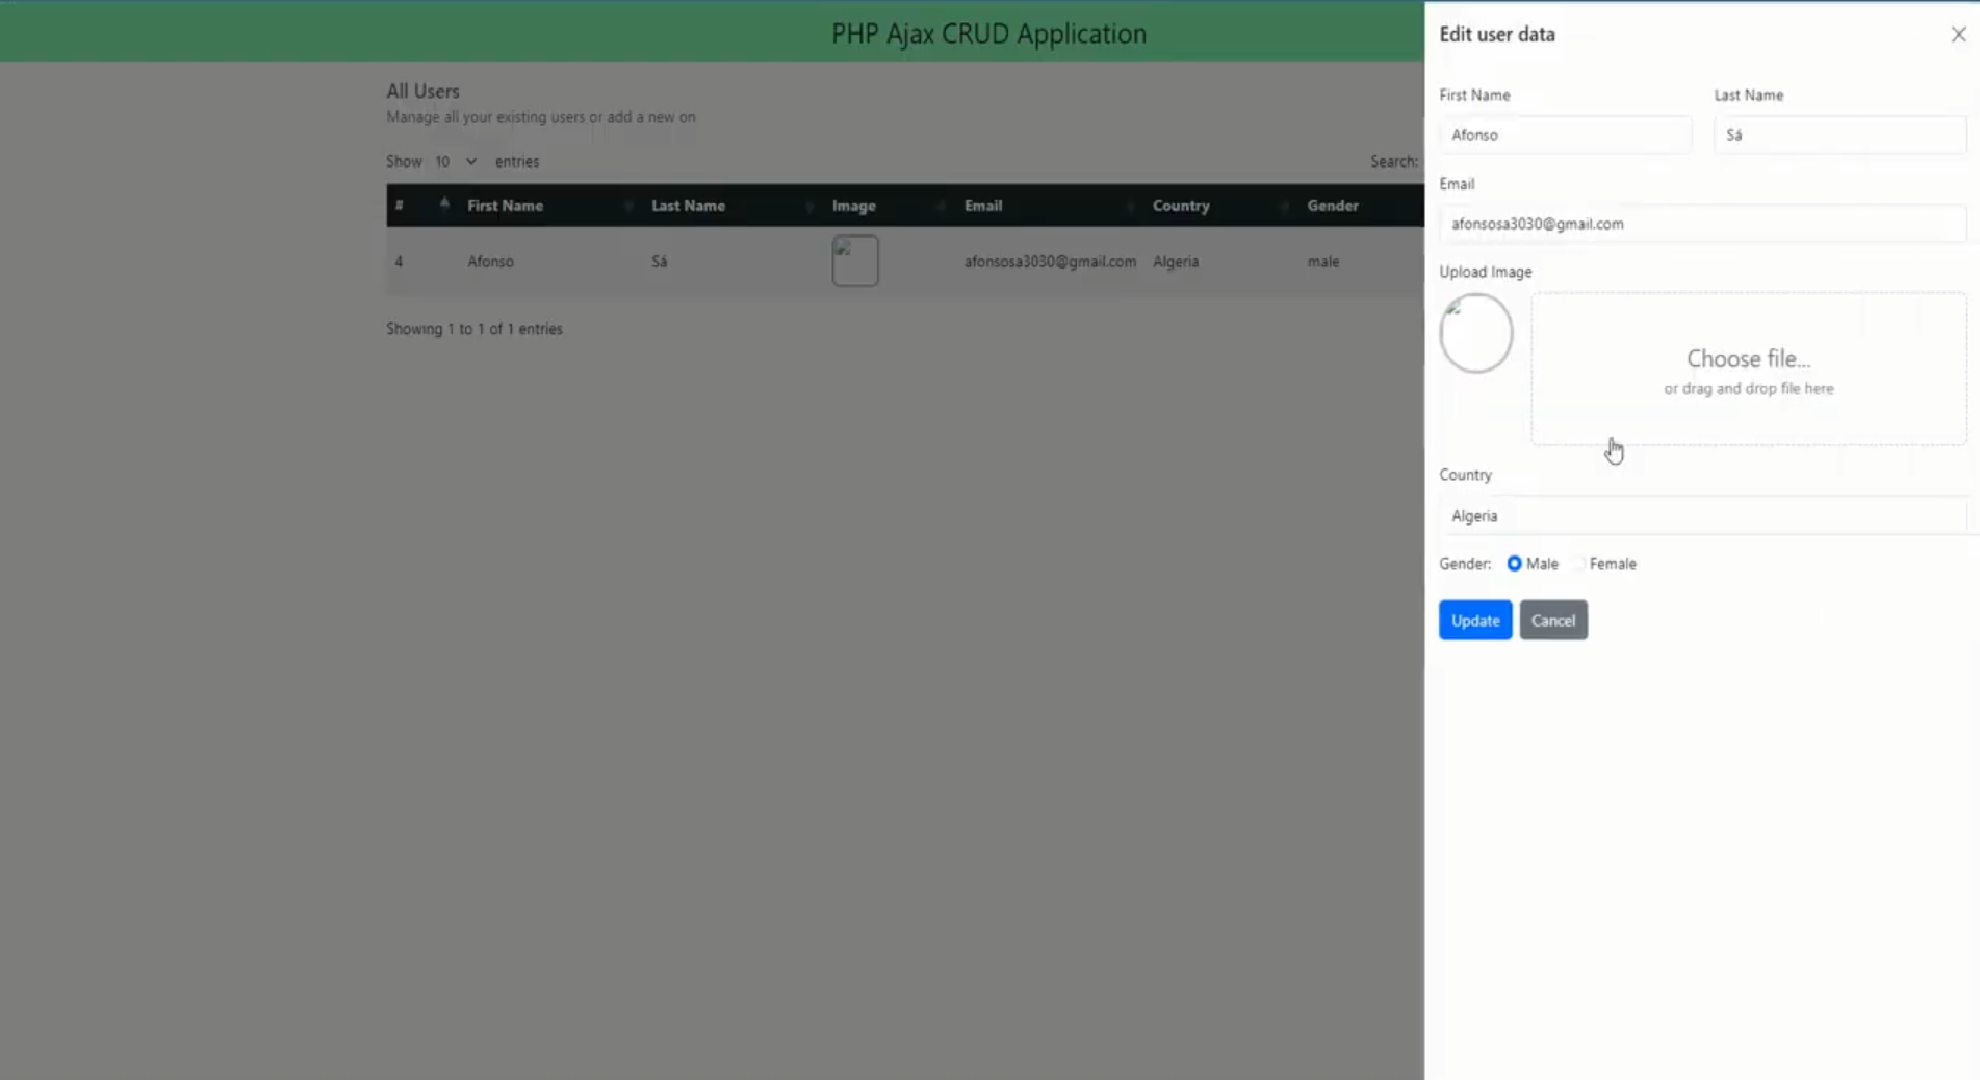 PHP Ajax CRUD Application
All Users
Manage all your existing users or add a new on
Show 10 entries
Search:
# First Name Last Name Image Email Country Gender
4 Afonso Sá afonsosa3030@gmail.com Algeria male
Showing 1 to 1 of 1 entries
Edit user data
First Name Last Name
Afonso Sá
Email
afonsosa3030@gmail.com
Upload Image
Choose file...
or drag and drop file here
Country
Algeria
Gender: Male Female
Update Cancel